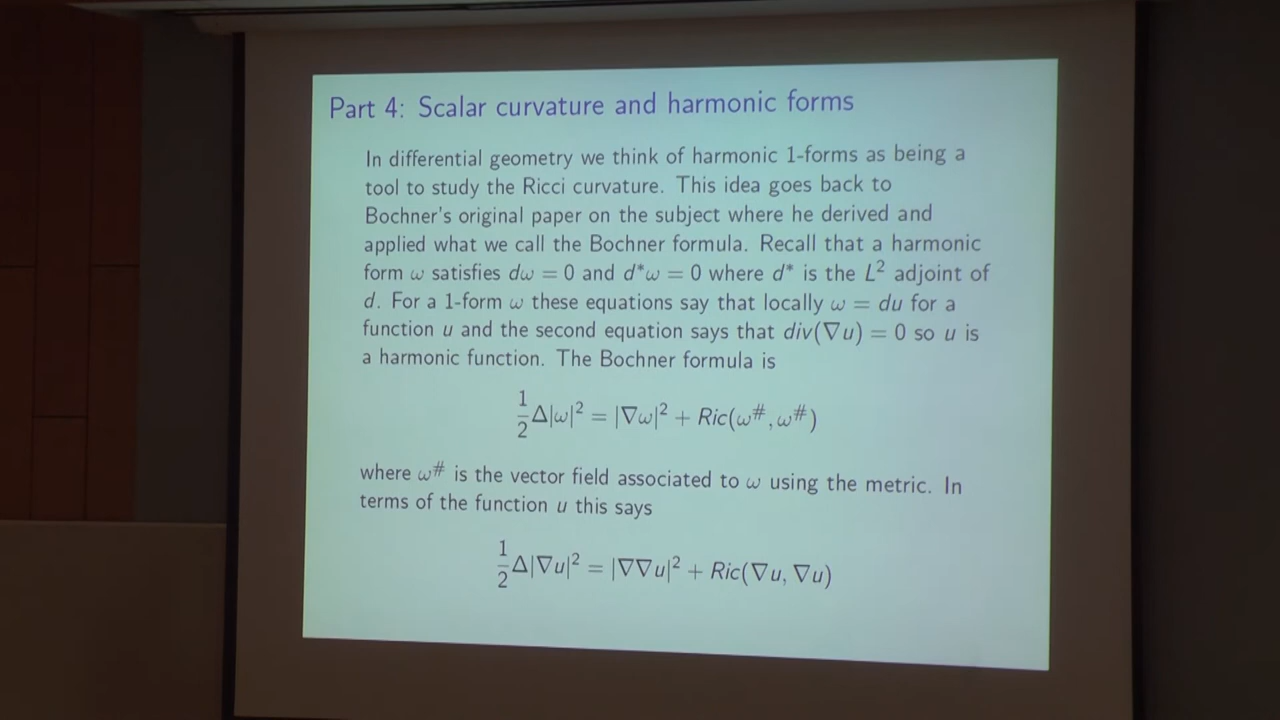 Part 4: Scalar curvature and harmonic forms
In differential geometry we think of harmonic 1-forms as being a
tool to study the Ricci curvature. This idea goes back to
Bochner's original paper on the subject where he derived and
applied what we call the Bochner formula. Recall that a harmonic
form ω satisfies dω = 0 and d*ω = 0 where d* is the L² adjoint of
d. For a 1-form ω these equations say that locally ω = du for a
function u and the second equation says that div(∇u) = 0 so u is
a harmonic function. The Bochner formula is
1/2 Δ|ω|² = |∇ω|² + Ric(ω^#, ω^#)
where ω^# is the vector field associated to ω using the metric. In
terms of the function u this says
1/2 Δ|∇u|² = |∇∇u|² + Ric(∇u, ∇u)